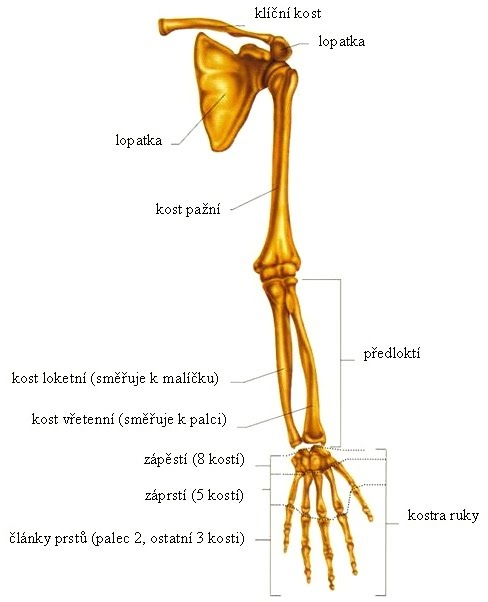 klíční kost
lopatka
lopatka
kost pažní
předloktí
kost loketní (směřuje k malíčku)
kost vřetenní (směřuje k palci)
zápěstí (8 kostí)
záprstí (5 kostí)
kostra ruky
články prstů (palec 2, ostatní 3 kosti)